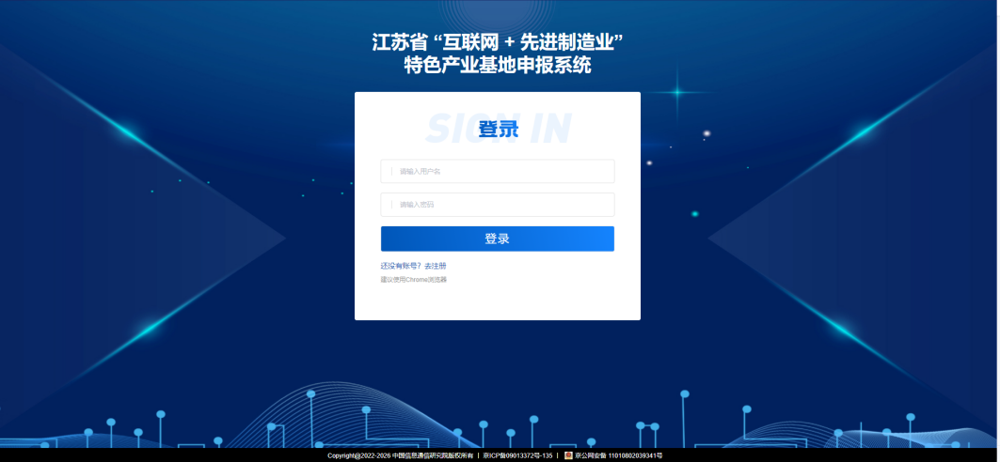 江苏省“互联网 + 先进制造业”
特色产业基地申报系统
SIGN IN
登录
请输入用户名
请输入密码
登录
还没有账号？去注册
建议使用Chrome浏览器
Copyright@2022-2026 中国信息通信研究院版权所有 | 京ICP备09013372号-135 | 京公网安备 11010802039341号